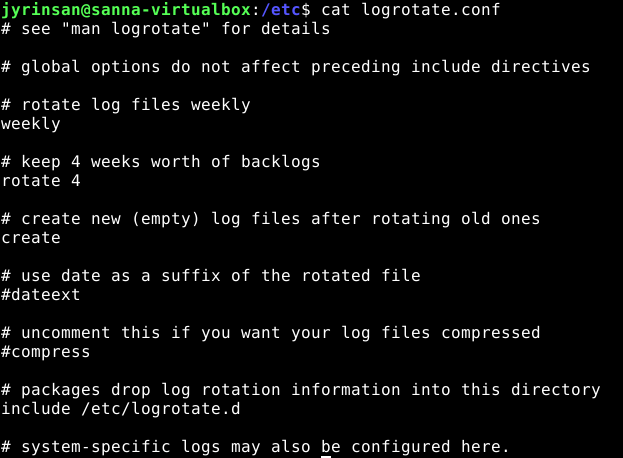 jyrinsan@sanna-virtualbox:/etc$ cat logrotate.conf
# see "man logrotate" for details
# global options do not affect preceding include directives
# rotate log files weekly
weekly
# keep 4 weeks worth of backlogs
rotate 4
# create new (empty) log files after rotating old ones
create
# use date as a suffix of the rotated file
#dateext
# uncomment this if you want your log files compressed
#compress
# packages drop log rotation information into this directory
include /etc/logrotate.d
# system-specific logs may also be configured here.